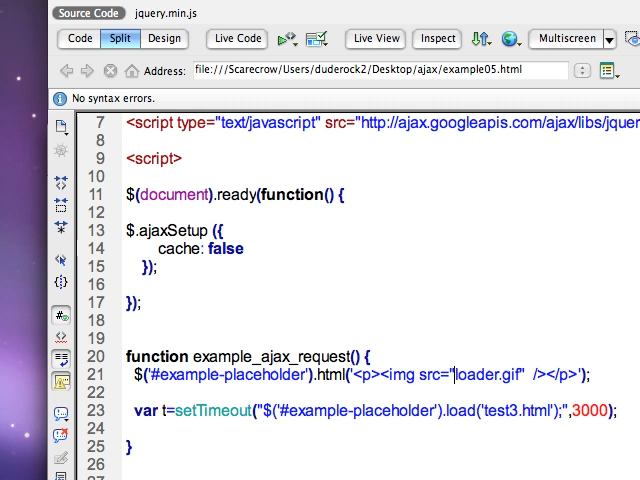 Source Code jquery.min.js
Code Split Design Live Code Live View Inspect Multiscreen
Address: file:///Scarecrow/Users/duderock2/Desktop/ajax/example05.html
No syntax errors.
7 <script type="text/javascript" src="http://ajax.googleapis.com/ajax/libs/jquer
8
9 <script>
10
11 $(document).ready(function() {
12
13 $.ajaxSetup ({
14 cache: false
15 });
16
17 });
18
19
20 function example_ajax_request() {
21 $('#example-placeholder').html('<p><img src="loader.gif" /></p>');
22
23 var t=setTimeout("$('#example-placeholder').load('test3.html');",3000);
24
25 }
26
27